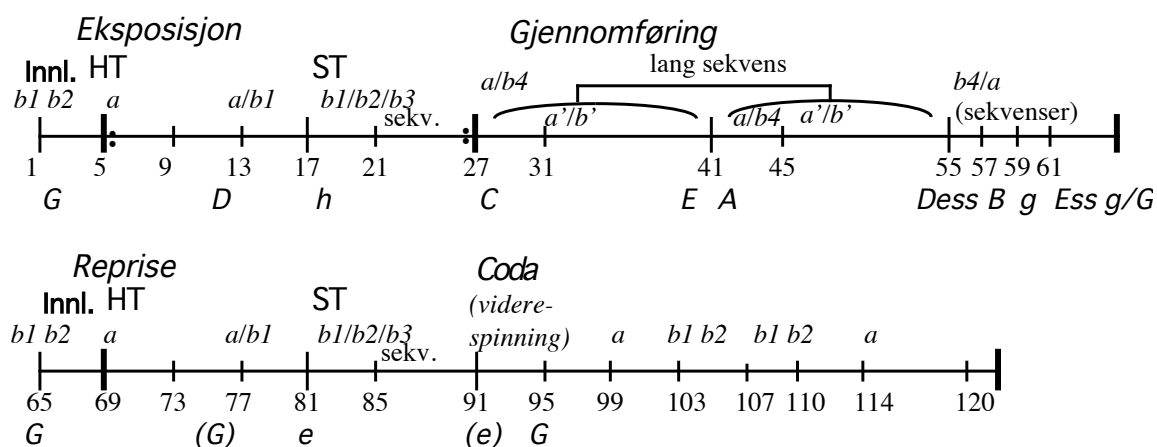 Eksposisjon Gjennomføring
Innl. HT ST lang sekvens
b1 b2 a a/b1 b1/b2/b3 a/b4 b4/a
sekv. a'/b' a/b4 a'/b' (sekvenser)
1 5 9 13 17 21 27 31 41 45 55 57 59 61
G D h C E A Dess B g Ess g/G
Reprise Coda
Innl. HT ST (videre-
b1 b2 a a/b1 b1/b2/b3 spinning) a b1 b2 b1 b2 a
sekv.
65 69 73 77 81 85 91 95 99 103 107 110 114 120
G (G) e (e) G